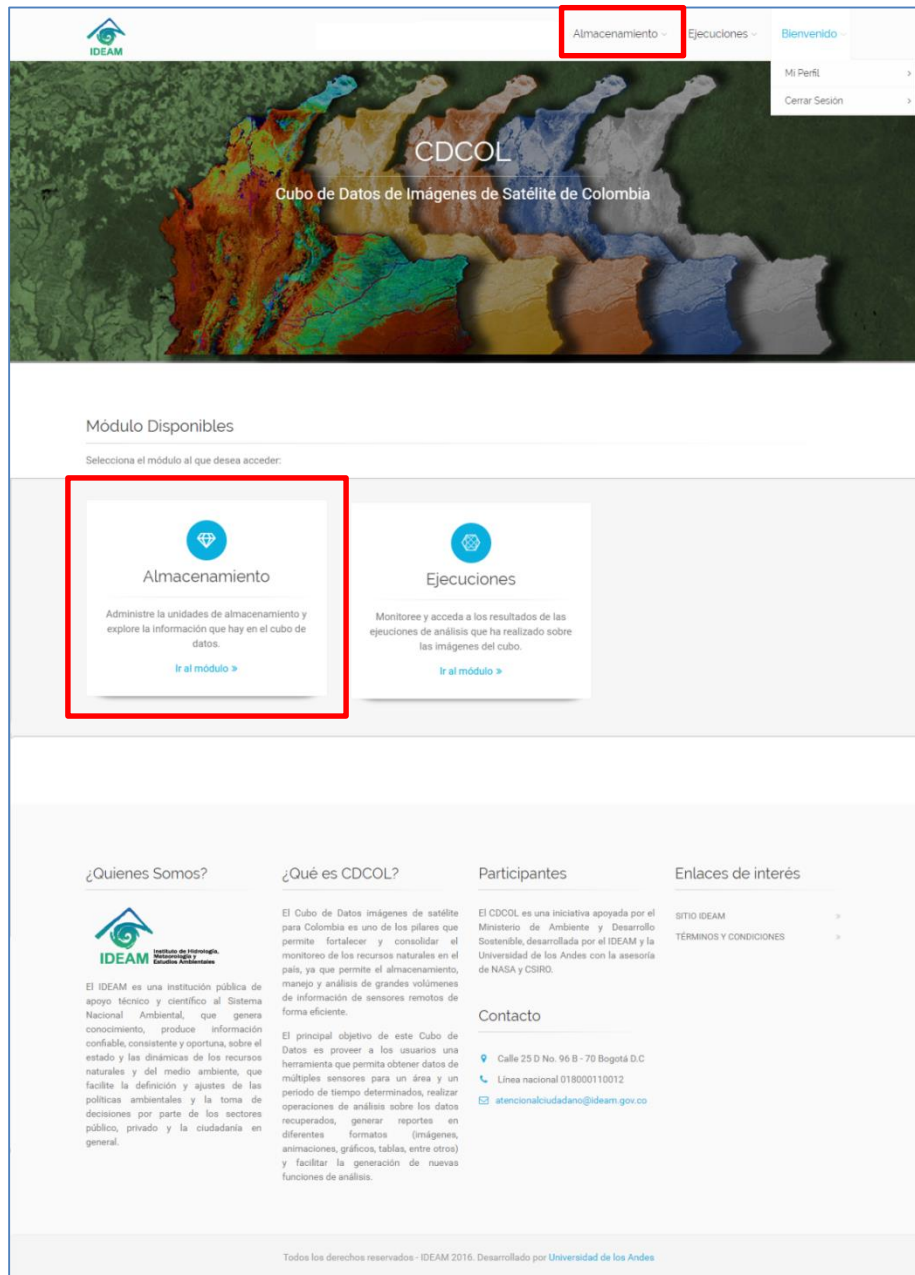 IDEAM
Almacenamiento
Ejecuciones
Bienvenido
Mi Perfil
Cerrar Sesión
CDCOL
Cubo de Datos de Imágenes de Satélite de Colombia
Módulo Disponibles
Selecciona el módulo al que desea acceder:
Almacenamiento
Administre la unidades de almacenamiento y
explore la información que hay en el cubo de
datos.
Ir al módulo »
Ejecuciones
Monitoree y acceda a los resultados de las
ejecuciones de análisis que ha realizado sobre
las imágenes del cubo.
Ir al módulo »
¿Quienes Somos?
IDEAM
Instituto de Hidrología,
Meteorología y
Estudios Ambientales
El IDEAM es una institución pública de
apoyo técnico y científico al Sistema
Nacional Ambiental, que genera
conocimiento, produce información
confiable, consistente y oportuna, sobre el
estado y las dinámicas de los recursos
naturales y del medio ambiente, que
facilite la definición y ajustes de las
políticas ambientales y la toma de
decisiones por parte de los sectores
público, privado y la ciudadanía en
general.
¿Qué es CDCOL?
El Cubo de Datos imágenes de satélite
para Colombia es uno de los pilares que
permite fortalecer y consolidar el
monitoreo de los recursos naturales en el
país, ya que permite el almacenamiento,
manejo y análisis de grandes volúmenes
de información de sensores remotos de
forma eficiente.
El principal objetivo de este Cubo de
Datos es proveer a los usuarios una
herramienta que permita obtener datos de
múltiples sensores para un área y un
periodo de tiempo determinados, realizar
operaciones de análisis sobre los datos
recuperados, generar reportes en
diferentes formatos (imágenes,
animaciones, gráficos, tablas, entre otros)
y facilitar la generación de nuevas
funciones de análisis.
Participantes
El CDCOL es una iniciativa apoyada por el
Ministerio de Ambiente y Desarrollo
Sostenible, desarrollada por el IDEAM y la
Universidad de los Andes con la asesoría
de NASA y CSIRO.
Contacto
Calle 25 D No. 96 B - 70 Bogotá D.C
Línea nacional 018000110012
atencionalciudadano@ideam.gov.co
Enlaces de interés
SITIO IDEAM
TÉRMINOS Y CONDICIONES
Todos los derechos reservados - IDEAM 2016. Desarrollado por Universidad de los Andes